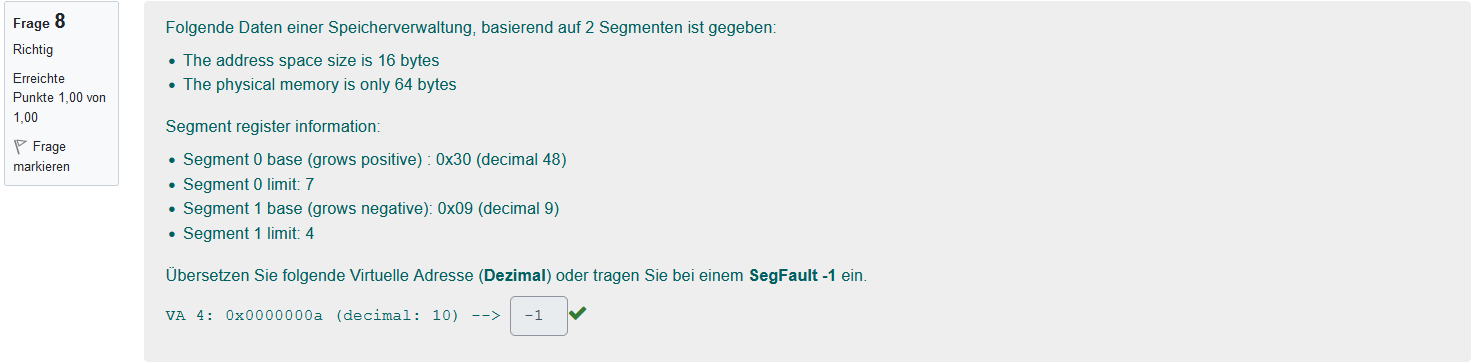 Frage 8
Richtig
Erreichte
Punkte 1,00 von
1,00
Frage
markieren
Folgende Daten einer Speicherverwaltung, basierend auf 2 Segmenten ist gegeben:
• The address space size is 16 bytes
• The physical memory is only 64 bytes
Segment register information:
• Segment 0 base (grows positive) : 0x30 (decimal 48)
• Segment 0 limit: 7
• Segment 1 base (grows negative): 0x09 (decimal 9)
• Segment 1 limit: 4
Übersetzen Sie folgende Virtuelle Adresse (Dezimal) oder tragen Sie bei einem SegFault -1 ein.
VA 4: 0x0000000a (decimal: 10) --> -1